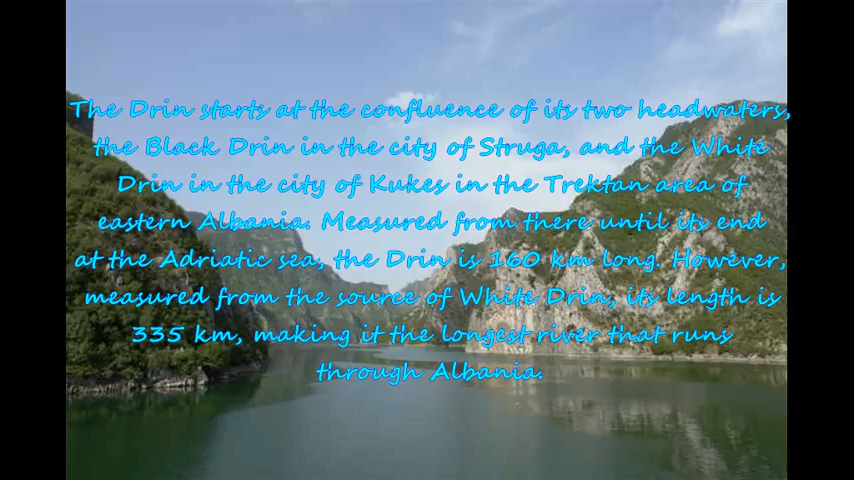 The Drin starts at the confluence of its two headwaters,
the Black Drin in the city of Struga, and the White
Drin in the city of Kukes in the Trektan area of
eastern Albania. Measured from there until its end
at the Adriatic sea, the Drin is 160 km long. However,
measured from the source of White Drin, its length is
335 km, making it the longest river that runs
through Albania.